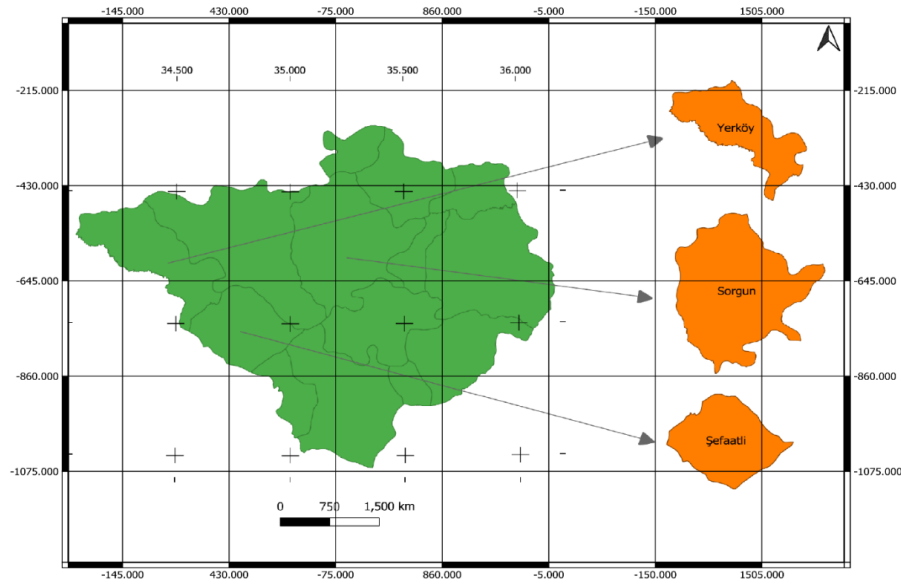 -145.000 430.000 -75.000 860.000 -5.000 -150.000 1505.000
34.500 35.000 35.500 36.000
-215.000 -215.000
Yerköy
-430.000 -430.000
-645.000 -645.000
Sorgun
-860.000 -860.000
Şefaatli
-1075.000 -1075.000
0 750 1,500 km
-145.000 430.000 -75.000 860.000 -5.000 -150.000 1505.000